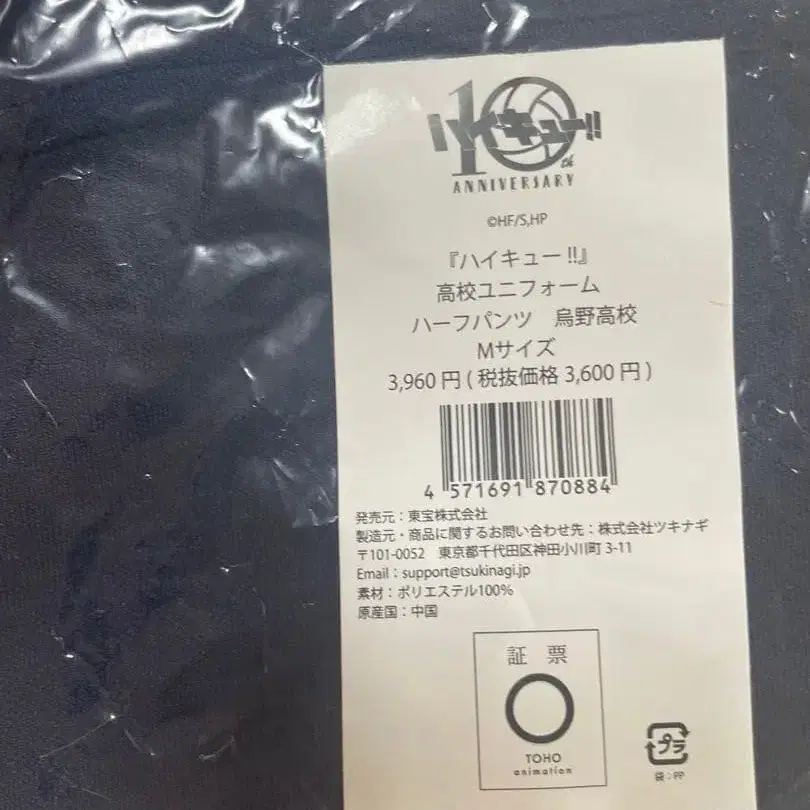 ハイキュー!!
10th
ANNIVERSARY
©HF/S,HP
『ハイキュー!!』
高校ユニフォーム
ハーフパンツ　烏野高校
Mサイズ
3,960円(税抜価格3,600円)
4 571691 870884
発売元：東宝株式会社
製造元・商品に関するお問い合わせ先：株式会社ツキナギ
〒101-0052　東京都千代田区神田小川町3-11
Email：support@tsukinagi.jp
素材：ポリエステル100%
原産国：中国
証 票
TOHO
animation
プラ
袋：PP